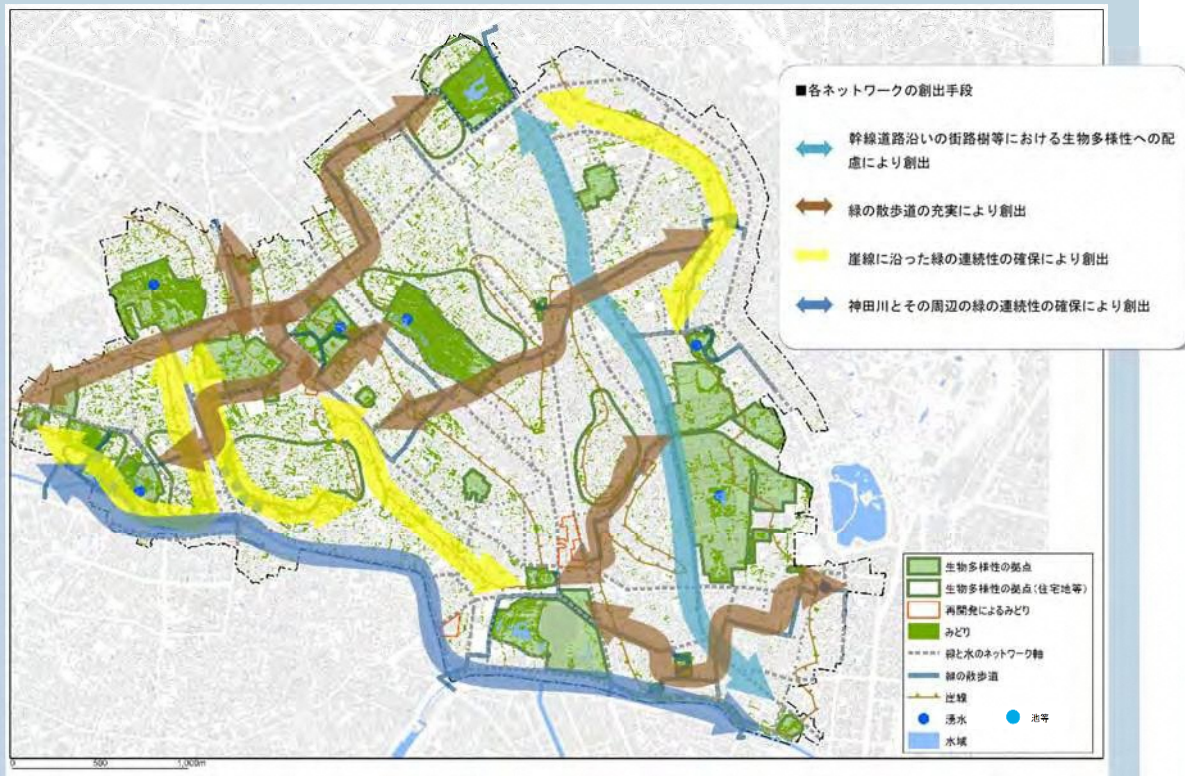 ■各ネットワークの創出手段
幹線道路沿いの街路樹等における生物多様性への配
慮により創出
緑の散歩道の充実により創出
崖線に沿った緑の連続性の確保により創出
神田川とその周辺の緑の連続性の確保により創出
生物多様性の拠点
生物多様性の拠点(住宅地等)
再開発によるみどり
みどり
緑と水のネットワーク軸
緑の散歩道
崖線
湧水
池等
水域
0 500 1,000m